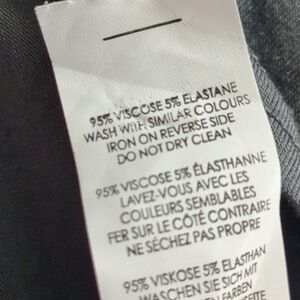 95% VISCOSE 5% ELASTANE
WASH WITH SIMILAR COLOURS
IRON ON REVERSE SIDE
DO NOT DRY CLEAN
95% VISCOSE 5% ÉLASTHANNE
LAVEZ-VOUS AVEC LES
COULEURS SEMBLABLES
FER SUR LE CÔTÉ CONTRAIRE
NE SÉCHEZ PAS PROPRE
95% VISKOSE 5% ELASTHAN
WASCHEN SIE SICH MIT
FARBEN